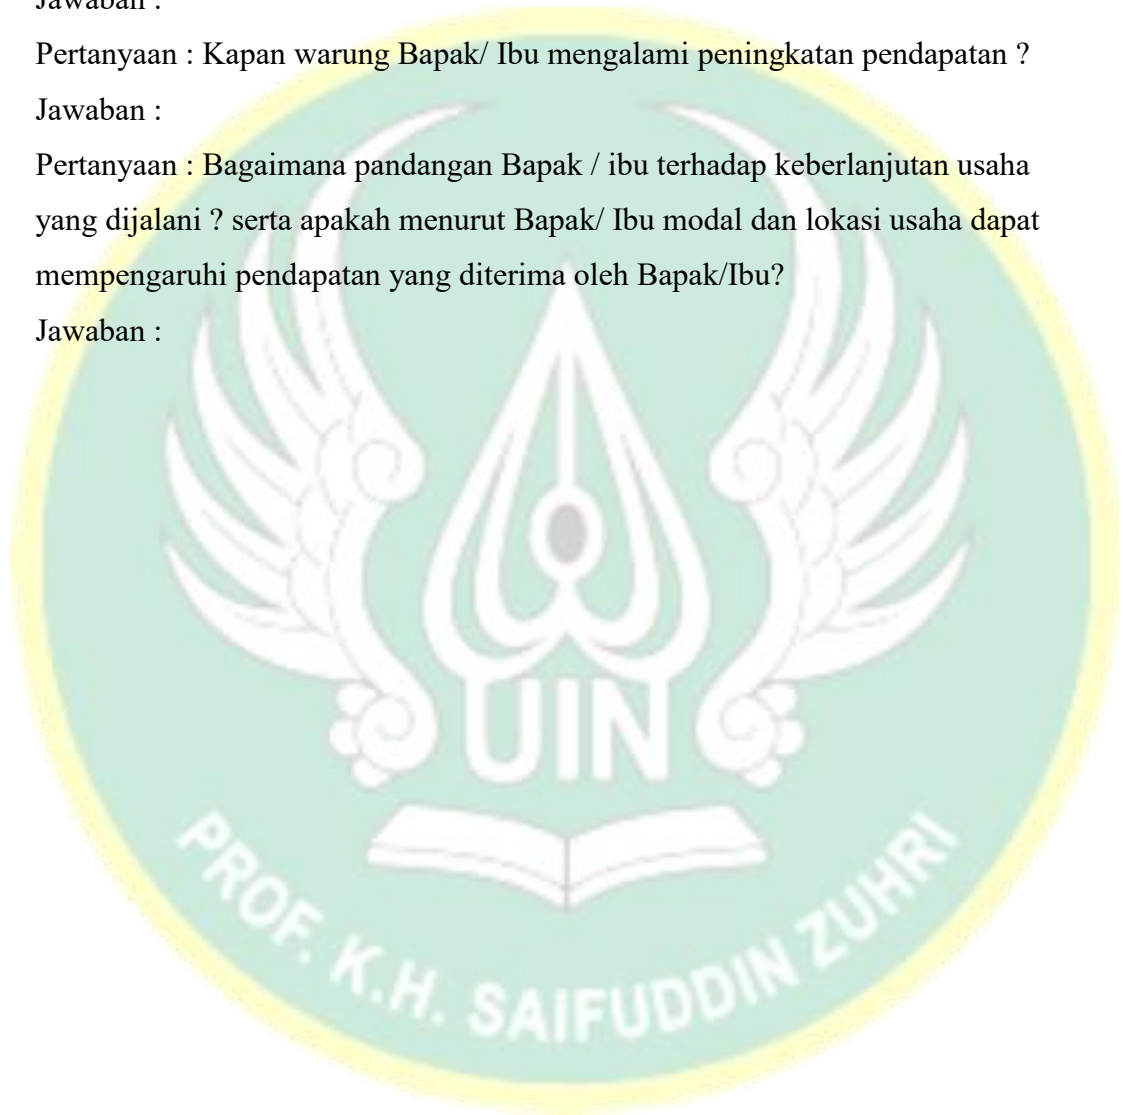 Jawaban :
Pertanyaan : Kapan warung Bapak/ Ibu mengalami peningkatan pendapatan ?
Jawaban :
Pertanyaan : Bagaimana pandangan Bapak / ibu terhadap keberlanjutan usaha
yang dijalani ? serta apakah menurut Bapak/ Ibu modal dan lokasi usaha dapat
mempengaruhi pendapatan yang diterima oleh Bapak/Ibu?
Jawaban :
UIN
PROF. K.H. SAIFUDDIN ZUHRI